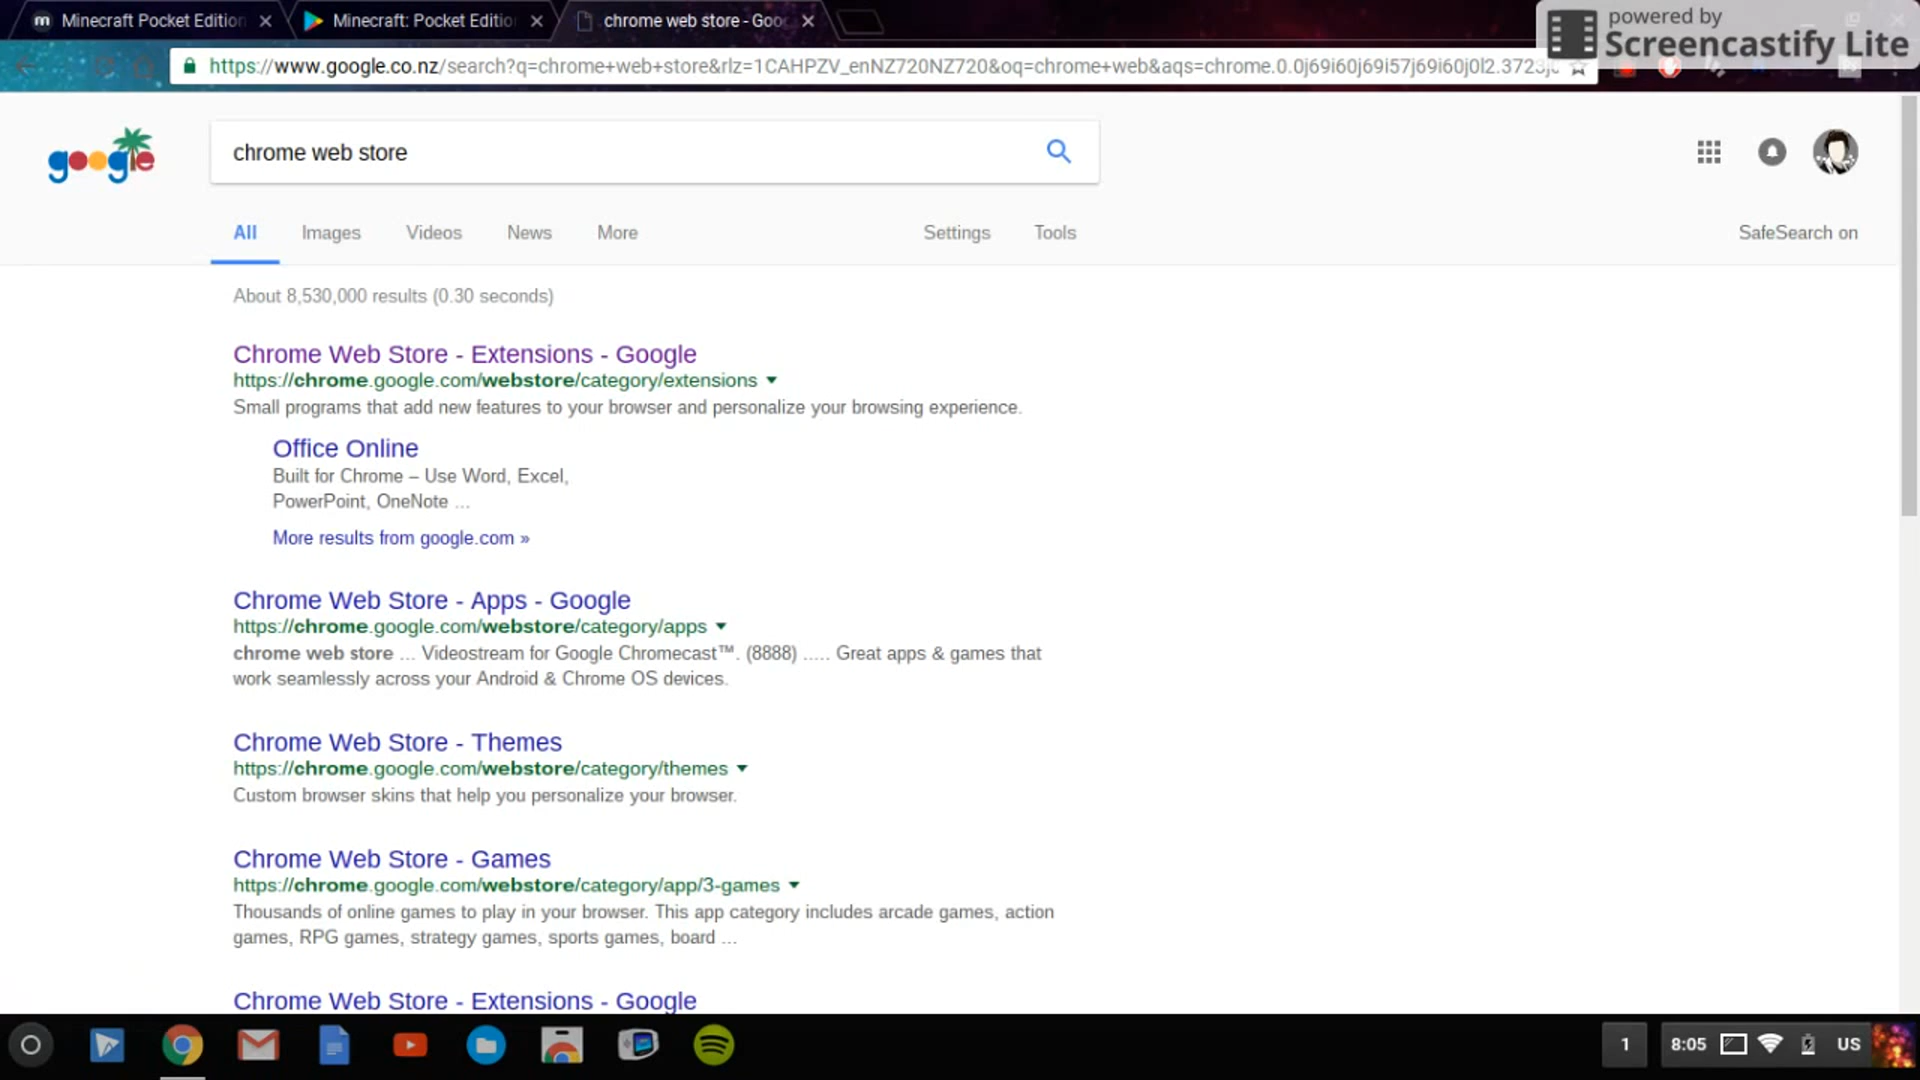 Minecraft Pocket Edition
Minecraft: Pocket Editio
chrome web store - Goo
powered by
Screencastify Lite
https://www.google.co.nz/search?q=chrome+web+store&rlz=1CAHPZV_enNZ720NZ720&oq=chrome+web&aqs=chrome.0.0j69i60j69i57j69i60j0l2.3723j
google
chrome web store
All
Images
Videos
News
More
Settings
Tools
SafeSearch on
About 8,530,000 results (0.30 seconds)
Chrome Web Store - Extensions - Google
https://chrome.google.com/webstore/category/extensions
Small programs that add new features to your browser and personalize your browsing experience.
Office Online
Built for Chrome – Use Word, Excel,
PowerPoint, OneNote ...
More results from google.com »
Chrome Web Store - Apps - Google
https://chrome.google.com/webstore/category/apps
chrome web store ... Videostream for Google Chromecast™. (8888) ..... Great apps & games that
work seamlessly across your Android & Chrome OS devices.
Chrome Web Store - Themes
https://chrome.google.com/webstore/category/themes
Custom browser skins that help you personalize your browser.
Chrome Web Store - Games
https://chrome.google.com/webstore/category/app/3-games
Thousands of online games to play in your browser. This app category includes arcade games, action
games, RPG games, strategy games, sports games, board ...
Chrome Web Store - Extensions - Google
1
8:05
US